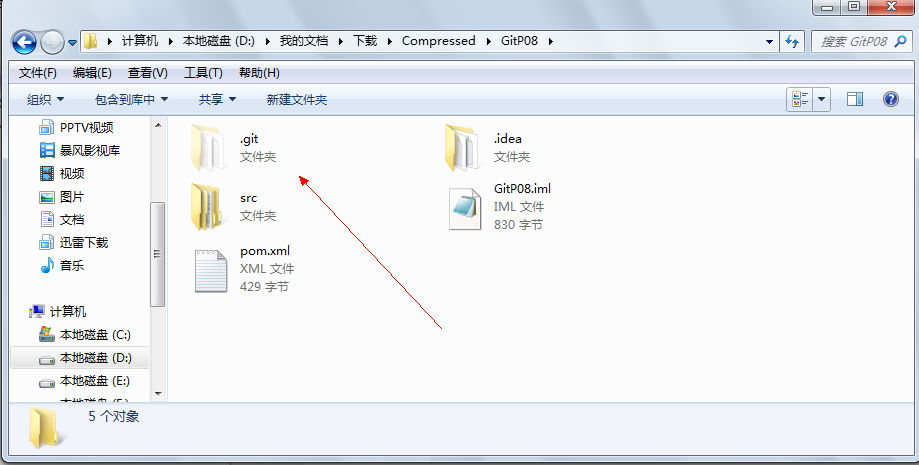 计算机 本地磁盘 (D:) 我的文档 下载 Compressed GitP08
搜索 GitP08
文件(F) 编辑(E) 查看(V) 工具(T) 帮助(H)
组织 包含到库中 共享 新建文件夹
PPTV视频
暴风影视库
视频
图片
文档
迅雷下载
音乐
计算机
本地磁盘 (C:)
本地磁盘 (D:)
本地磁盘 (E:)
.git
文件夹
.idea
文件夹
src
文件夹
GitP08.iml
IML 文件
830 字节
pom.xml
XML 文件
429 字节
5 个对象